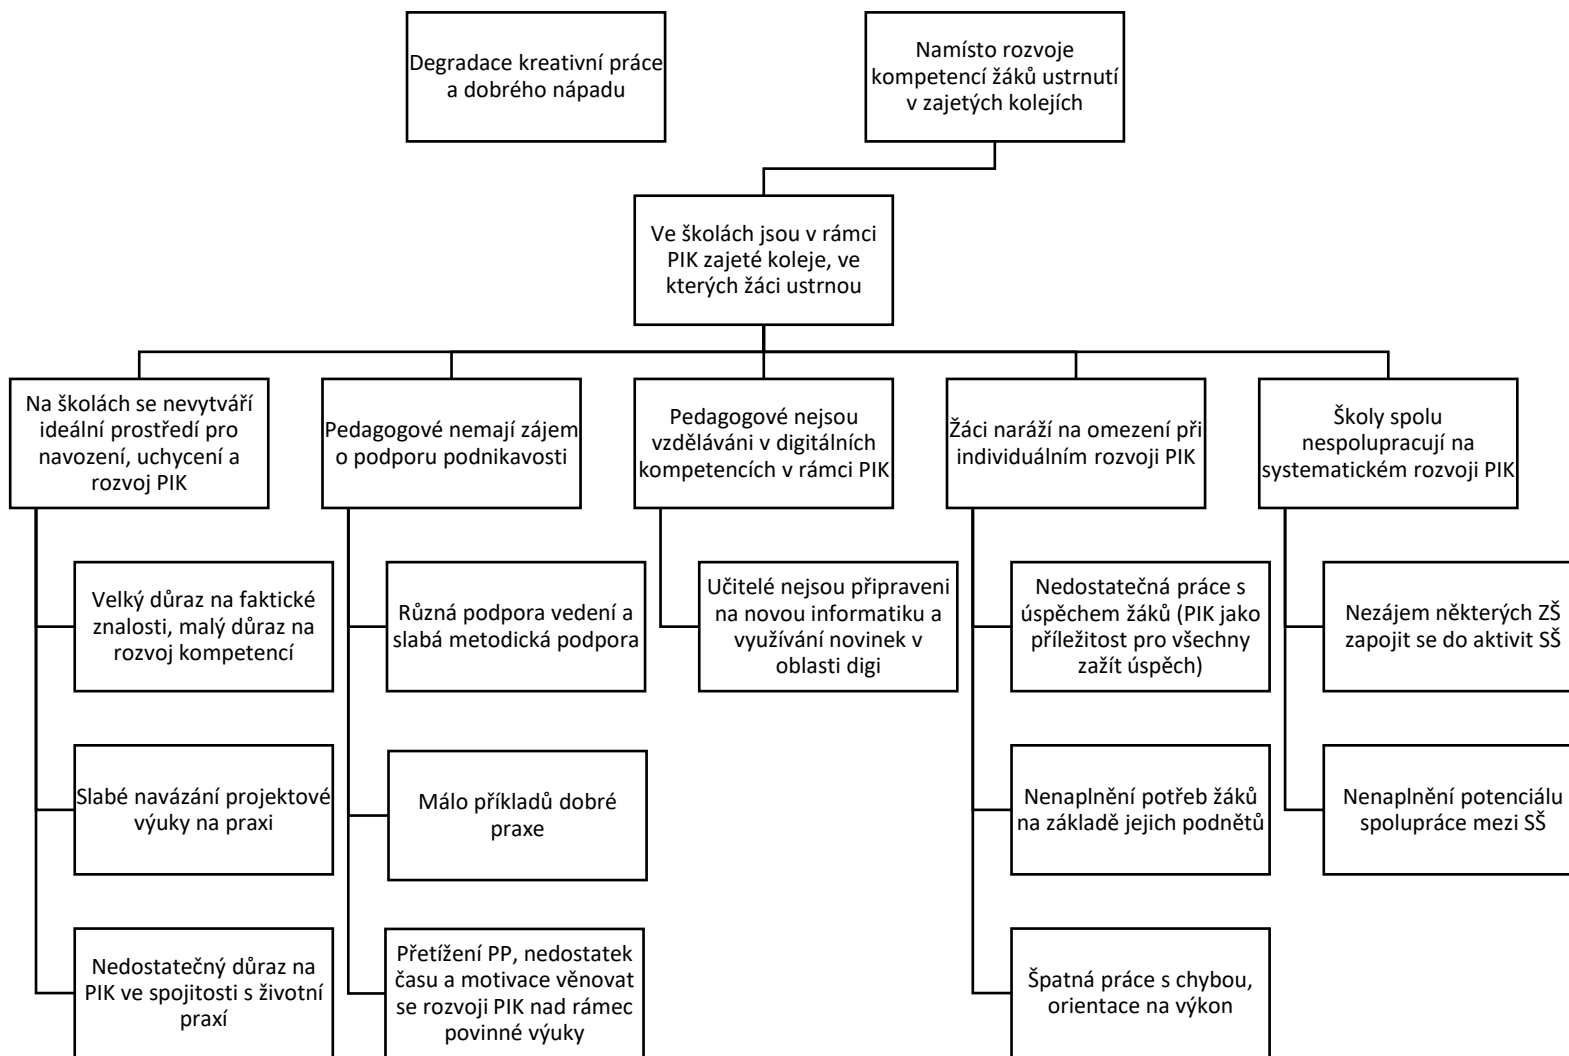 Degradace kreativní práce
a dobrého nápadu
Namísto rozvoje
kompetencí žáků ustrnutí
v zajetých kolejích
Ve školách jsou v rámci
PIK zajeté koleje, ve
kterých žáci ustrnou
Na školách se nevytváří
ideální prostředí pro
navození, uchycení a
rozvoj PIK
Pedagogové nemají zájem
o podporu podnikavosti
Pedagogové nejsou
vzděláváni v digitálních
kompetencích v rámci PIK
Žáci naráží na omezení při
individuálním rozvoji PIK
Školy spolu
nespolupracují na
systematickém rozvoji PIK
Velký důraz na faktické
znalosti, malý důraz na
rozvoj kompetencí
Různá podpora vedení a
slabá metodická podpora
Učitelé nejsou připraveni
na novou informatiku a
využívání novinek v
oblasti digi
Nedostatečná práce s
úspěchem žáků (PIK jako
příležitost pro všechny
zažít úspěch)
Nezájem některých ZŠ
zapojit se do aktivit SŠ
Slabé navázání projektové
výuky na praxi
Málo příkladů dobré
praxe
Nenaplnění potřeb žáků
na základě jejich podnětů
Nenaplnění potenciálu
spolupráce mezi SŠ
Nedostatečný důraz na
PIK ve spojitosti s životní
praxí
Přetížení PP, nedostatek
času a motivace věnovat
se rozvoji PIK nad rámec
povinné výuky
Špatná práce s chybou,
orientace na výkon